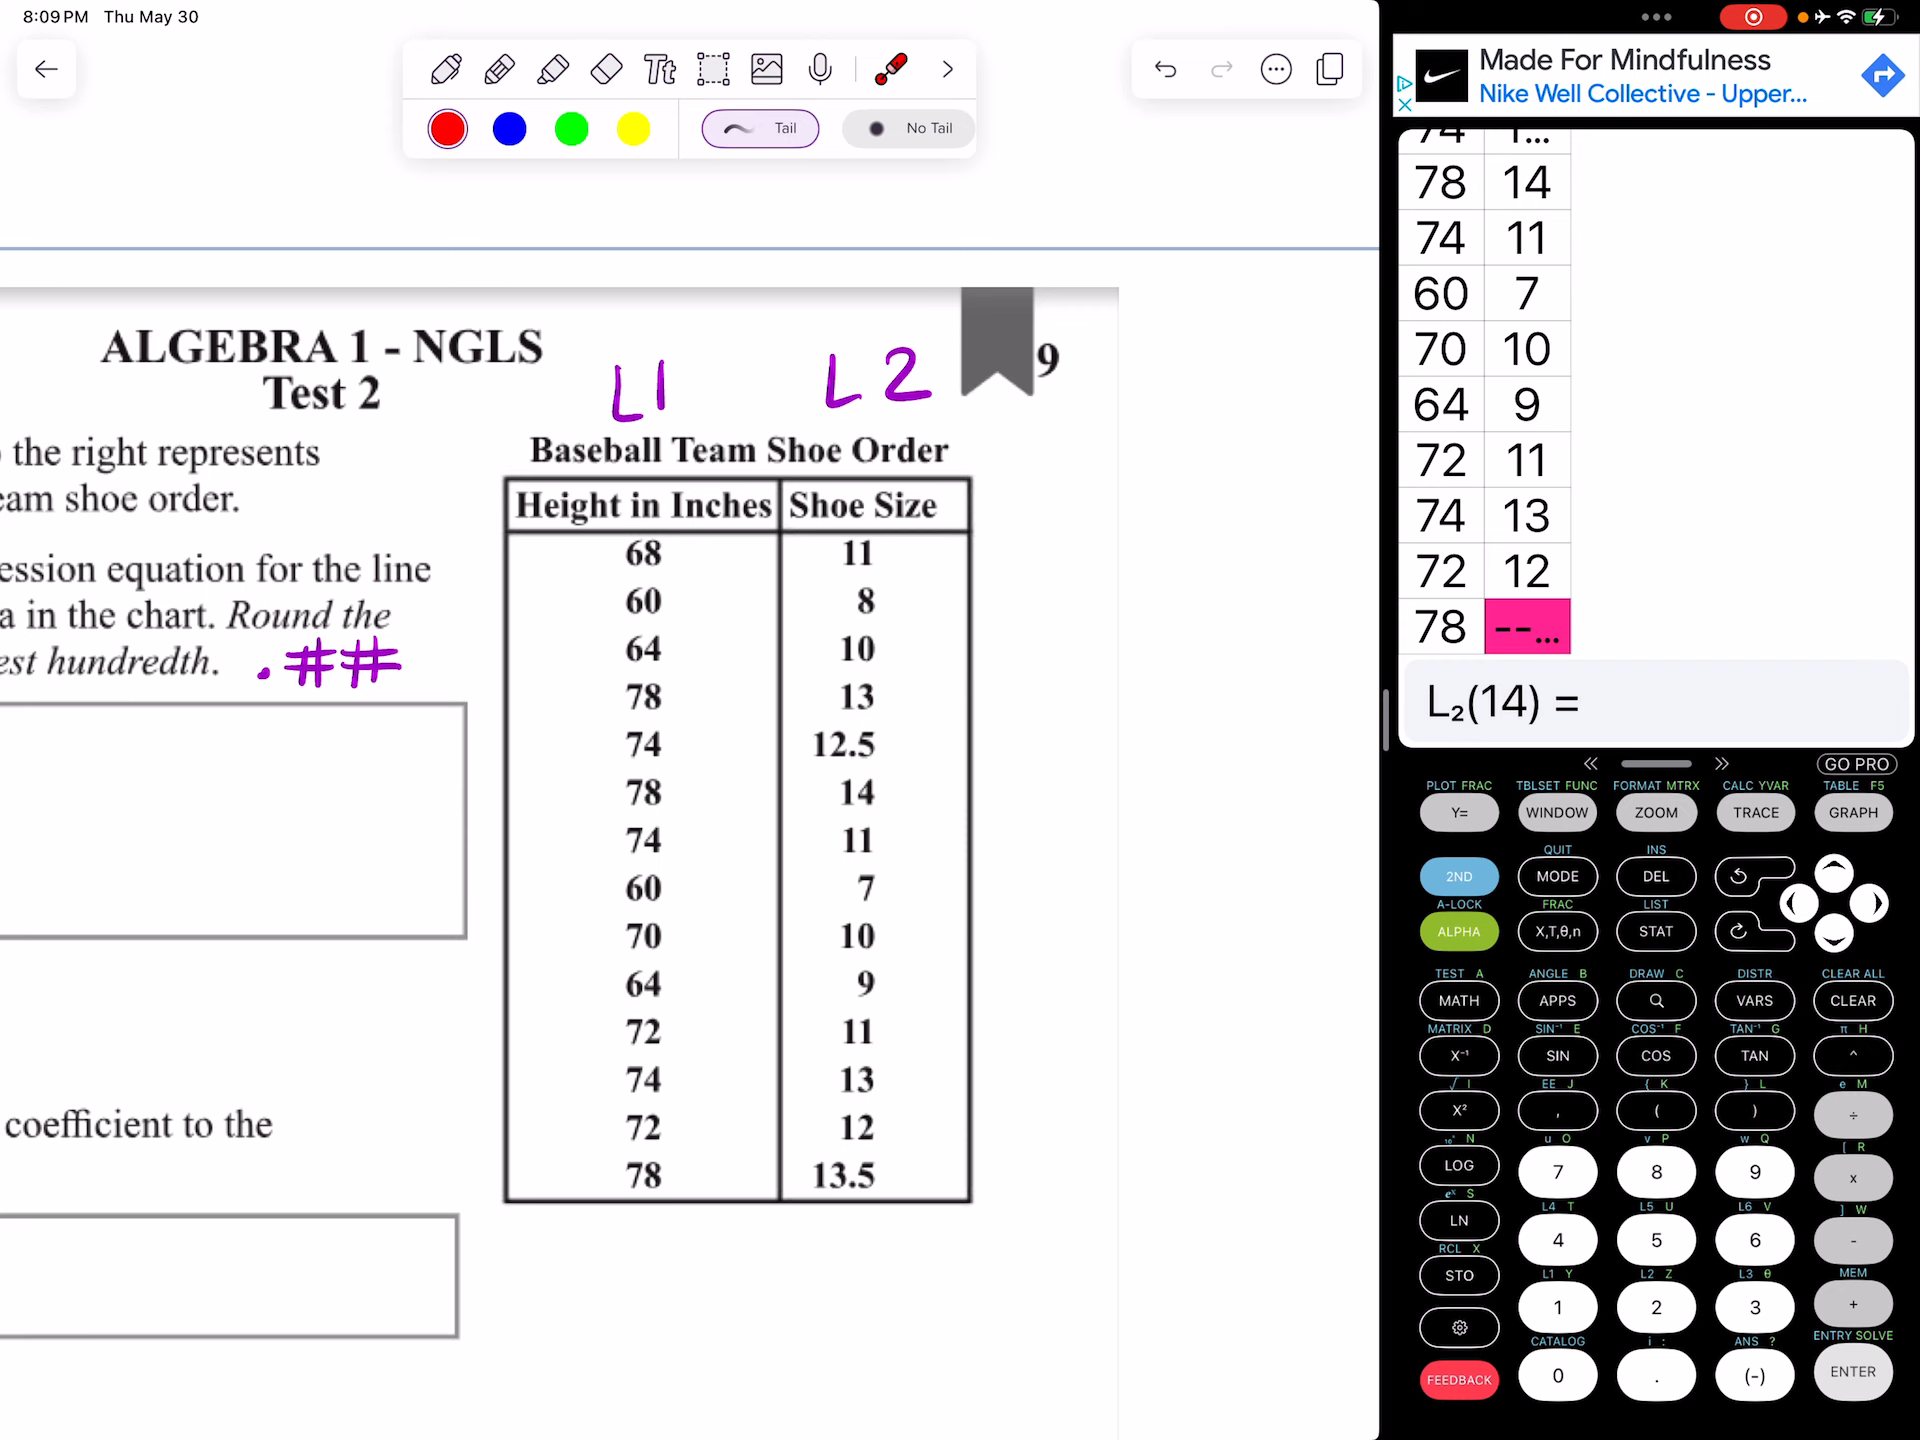 8:09 PM Thu May 30
Tt
Tail
No Tail
ALGEBRA 1 - NGLS
Test 2
9
L1 L2
the right represents
eam shoe order.
ession equation for the line
a in the chart. Round the
est hundredth. .##
coefficient to the
Baseball Team Shoe Order
Height in Inches Shoe Size
68 11
60 8
64 10
78 13
74 12.5
78 14
74 11
60 7
70 10
64 9
72 11
74 13
72 12
78 13.5
Made For Mindfulness
Nike Well Collective - Upper...
74 1...
78 14
74 11
60 7
70 10
64 9
72 11
74 13
72 12
78 --...
L₂(14) =
GO PRO
PLOT FRAC TBLSET FUNC FORMAT MTRX CALC YVAR TABLE F5
Y= WINDOW ZOOM TRACE GRAPH
QUIT INS
2ND MODE DEL
A-LOCK FRAC LIST
ALPHA X,T,θ,n STAT
TEST A ANGLE B DRAW C DISTR CLEAR ALL
MATH APPS VARS CLEAR
MATRIX D SIN⁻¹ E COS⁻¹ F TAN⁻¹ G π H
X⁻¹ SIN COS TAN ^
√ I EE J { K } L e M
X² , ( ) ÷
10ˣ N u O v P w Q [ R
LOG 7 8 9 x
eˣ S L4 T L5 U L6 V ] W
LN 4 5 6 -
RCL X L1 Y L2 Z L3 θ MEM
STO 1 2 3 +
CATALOG i : ANS ? ENTRY SOLVE
FEEDBACK 0 . (-) ENTER